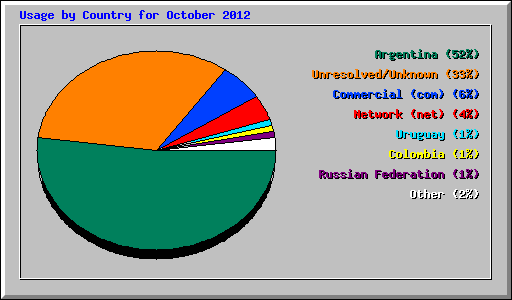 Usage by Country for October 2012
Argentina (52%)
Unresolved/Unknown (33%)
Commercial (com) (6%)
Network (net) (4%)
Uruguay (1%)
Colombia (1%)
Russian Federation (1%)
Other (2%)